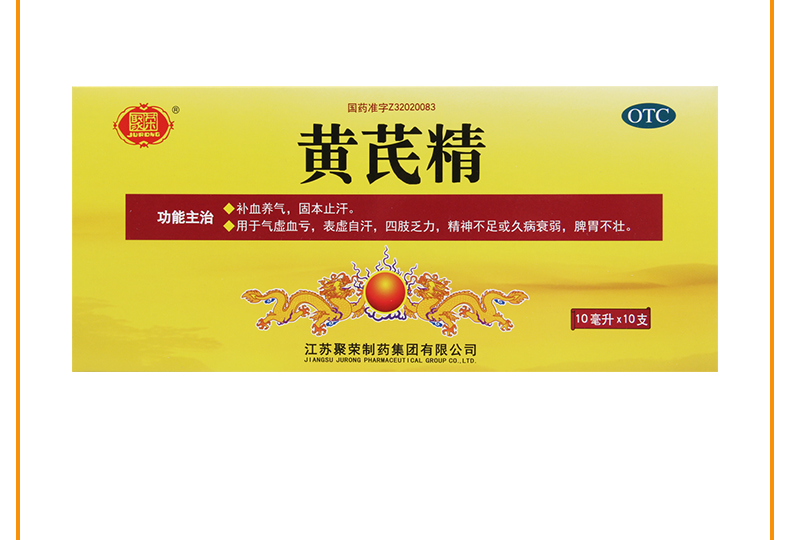 国药准字Z32020083
聚荣
JURONG
®
OTC
黄芪精
功能主治
◆补血养气，固本止汗。
◆用于气虚血亏，表虚自汗，四肢乏力，精神不足或久病衰弱，脾胃不壮。
10毫升x10支
江苏聚荣制药集团有限公司
JIANGSU JURONG PHARMACEUTICAL GROUP CO.,LTD.